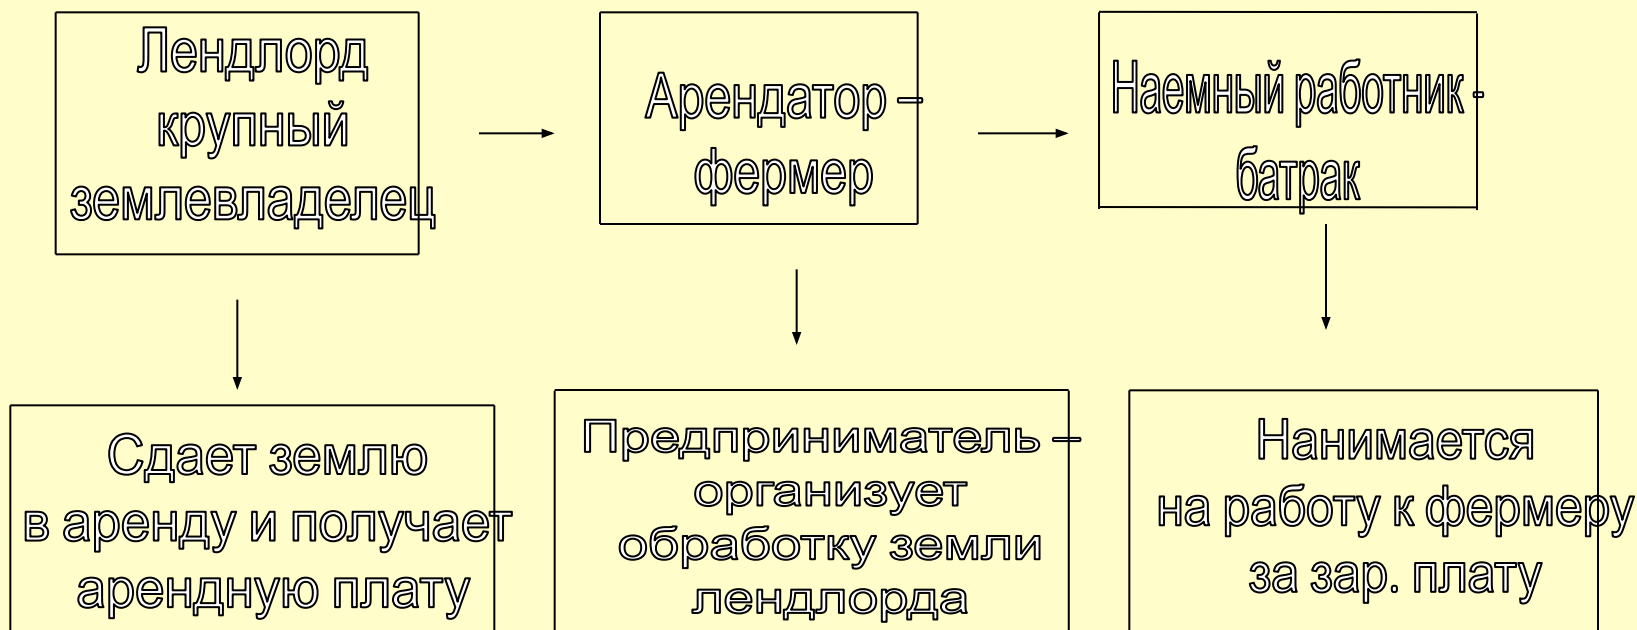 Лендлорд
крупный
землевладелец
Арендатор –
фермер
Наемный работник -
батрак
Сдает землю
в аренду и получает
арендную плату
Предприниматель –
организует
обработку земли
лендлорда
Нанимается
на работу к фермеру
за зар. плату